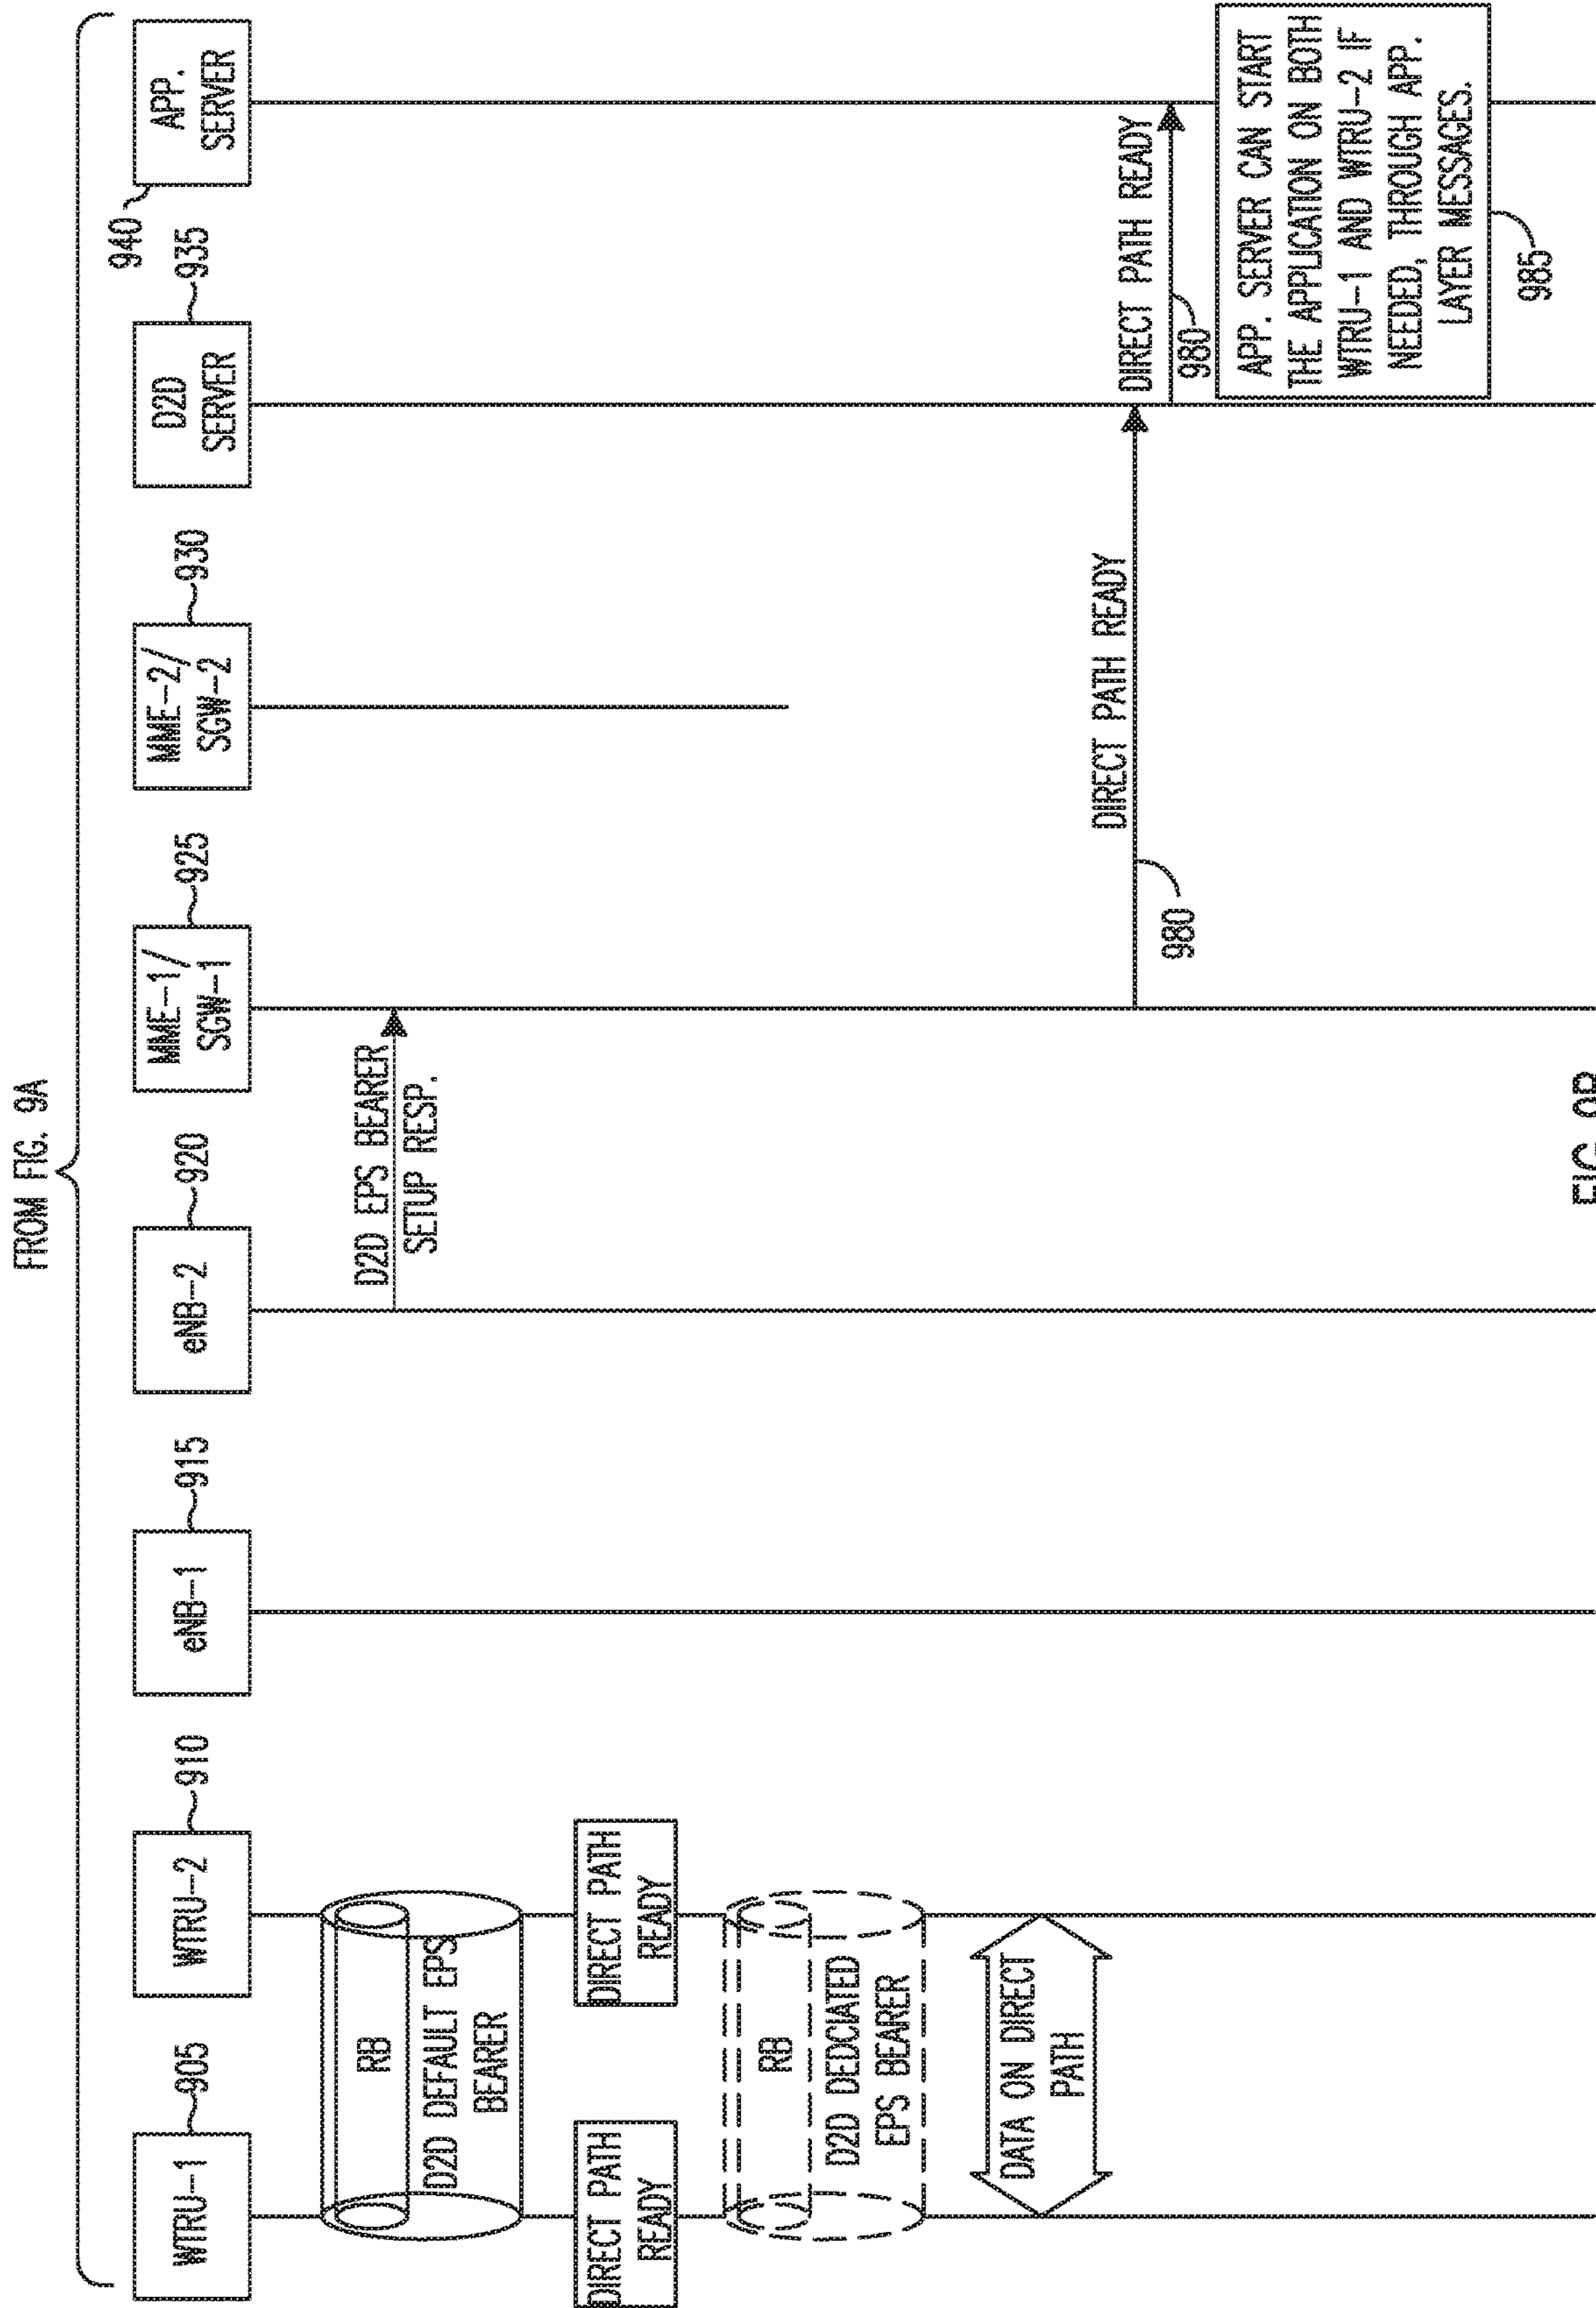 FROM FIG. 9A
WTRU-1
905
WTRU-2
910
eNB-1
915
eNB-2
920
MME-1/
SGW-1
925
MME-2/
SGW-2
930
D2D
SERVER
935
APP.
SERVER
940
RB
D2D DEFAULT EPS
BEARER
D2D EPS BEARER
SETUP RESP.
DIRECT PATH
READY
DIRECT PATH
READY
RB
D2D DEDCIATED
EPS BEARER
DATA ON DIRECT
PATH
DIRECT PATH READY
980
DIRECT PATH READY
980
APP. SERVER CAN START
THE APPLICATION ON BOTH
WTRU-1 AND WTRU-2 IF
NEEDED, THROUGH APP.
LAYER MESSAGES.
985
FIG. 9B